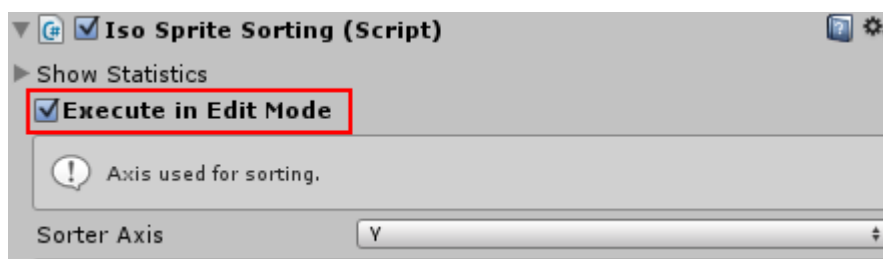 Iso Sprite Sorting (Script)
Show Statistics
Execute in Edit Mode
Axis used for sorting.
Sorter Axis Y